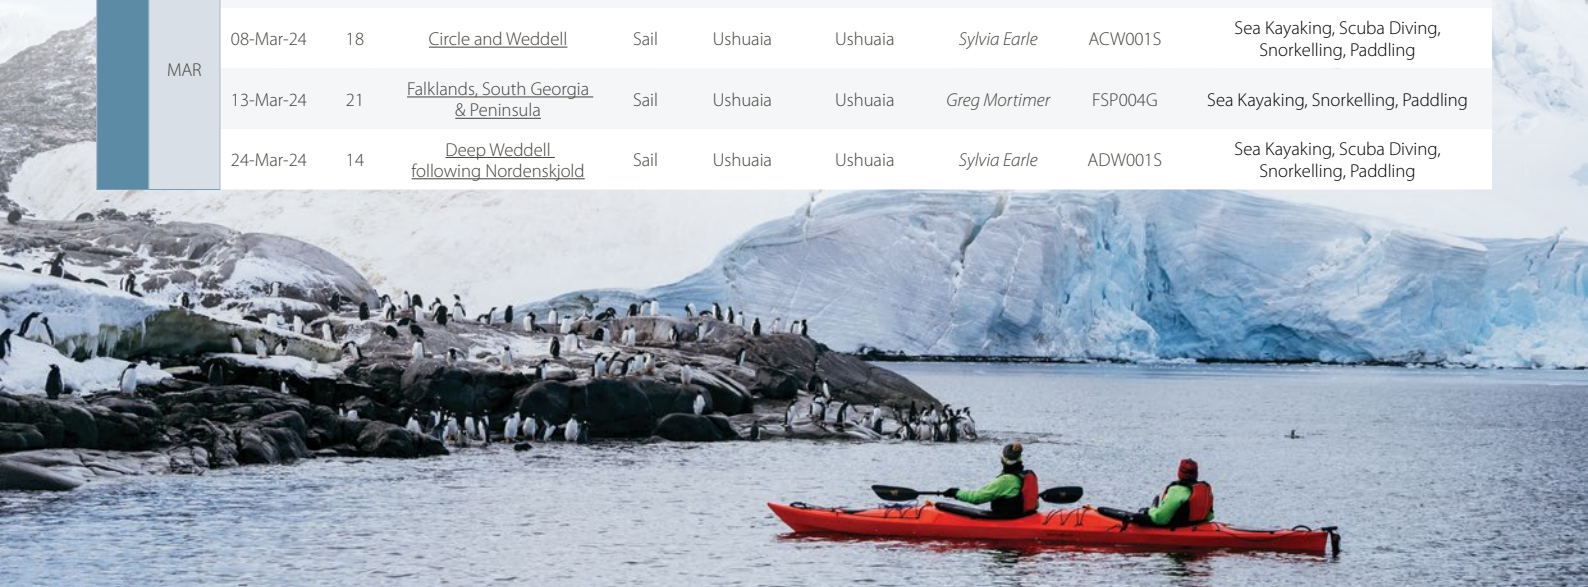 MAR
08-Mar-24 18 Circle and Weddell Sail Ushuaia Ushuaia Sylvia Earle ACW001S Sea Kayaking, Scuba Diving,
Snorkelling, Paddling
13-Mar-24 21 Falklands, South Georgia
& Peninsula Sail Ushuaia Ushuaia Greg Mortimer FSP004G Sea Kayaking, Snorkelling, Paddling
24-Mar-24 14 Deep Weddell
following Nordenskjold Sail Ushuaia Ushuaia Sylvia Earle ADW001S Sea Kayaking, Scuba Diving,
Snorkelling, Paddling